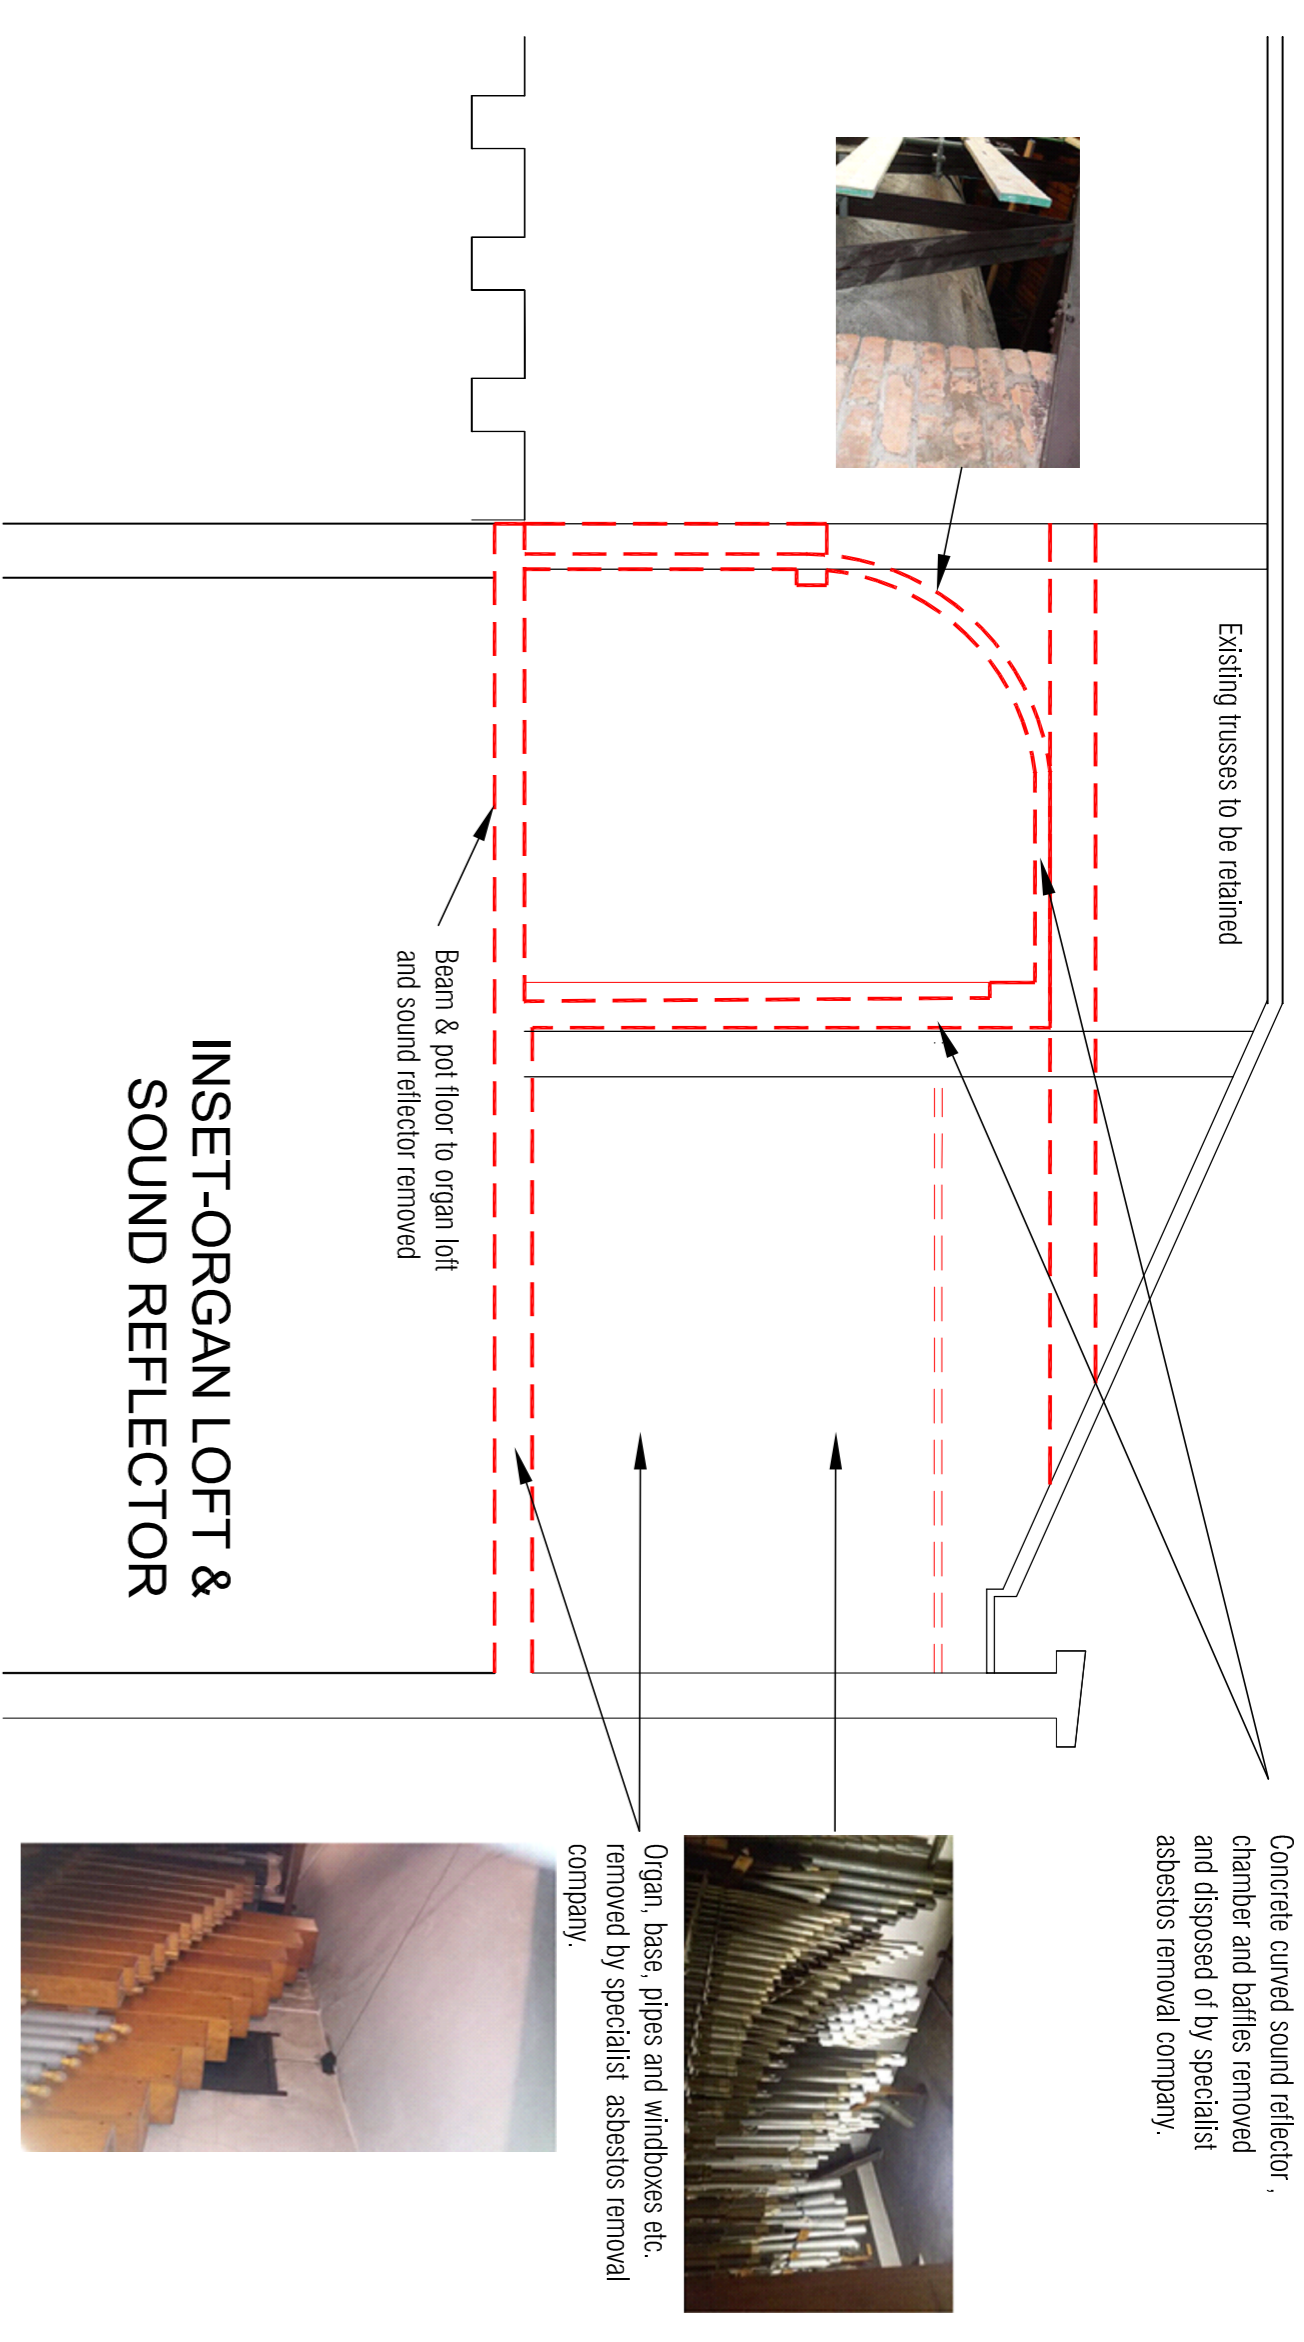 Existing trusses to be retained
Concrete curved sound reflector ,
chamber and baffles removed
and disposed of by specialist
asbestos removal company.
Beam & pot floor to organ loft
and sound reflector removed
Organ, base, pipes and windboxes etc.
removed by specialist asbestos removal
company.
INSET-ORGAN LOFT &
SOUND REFLECTOR